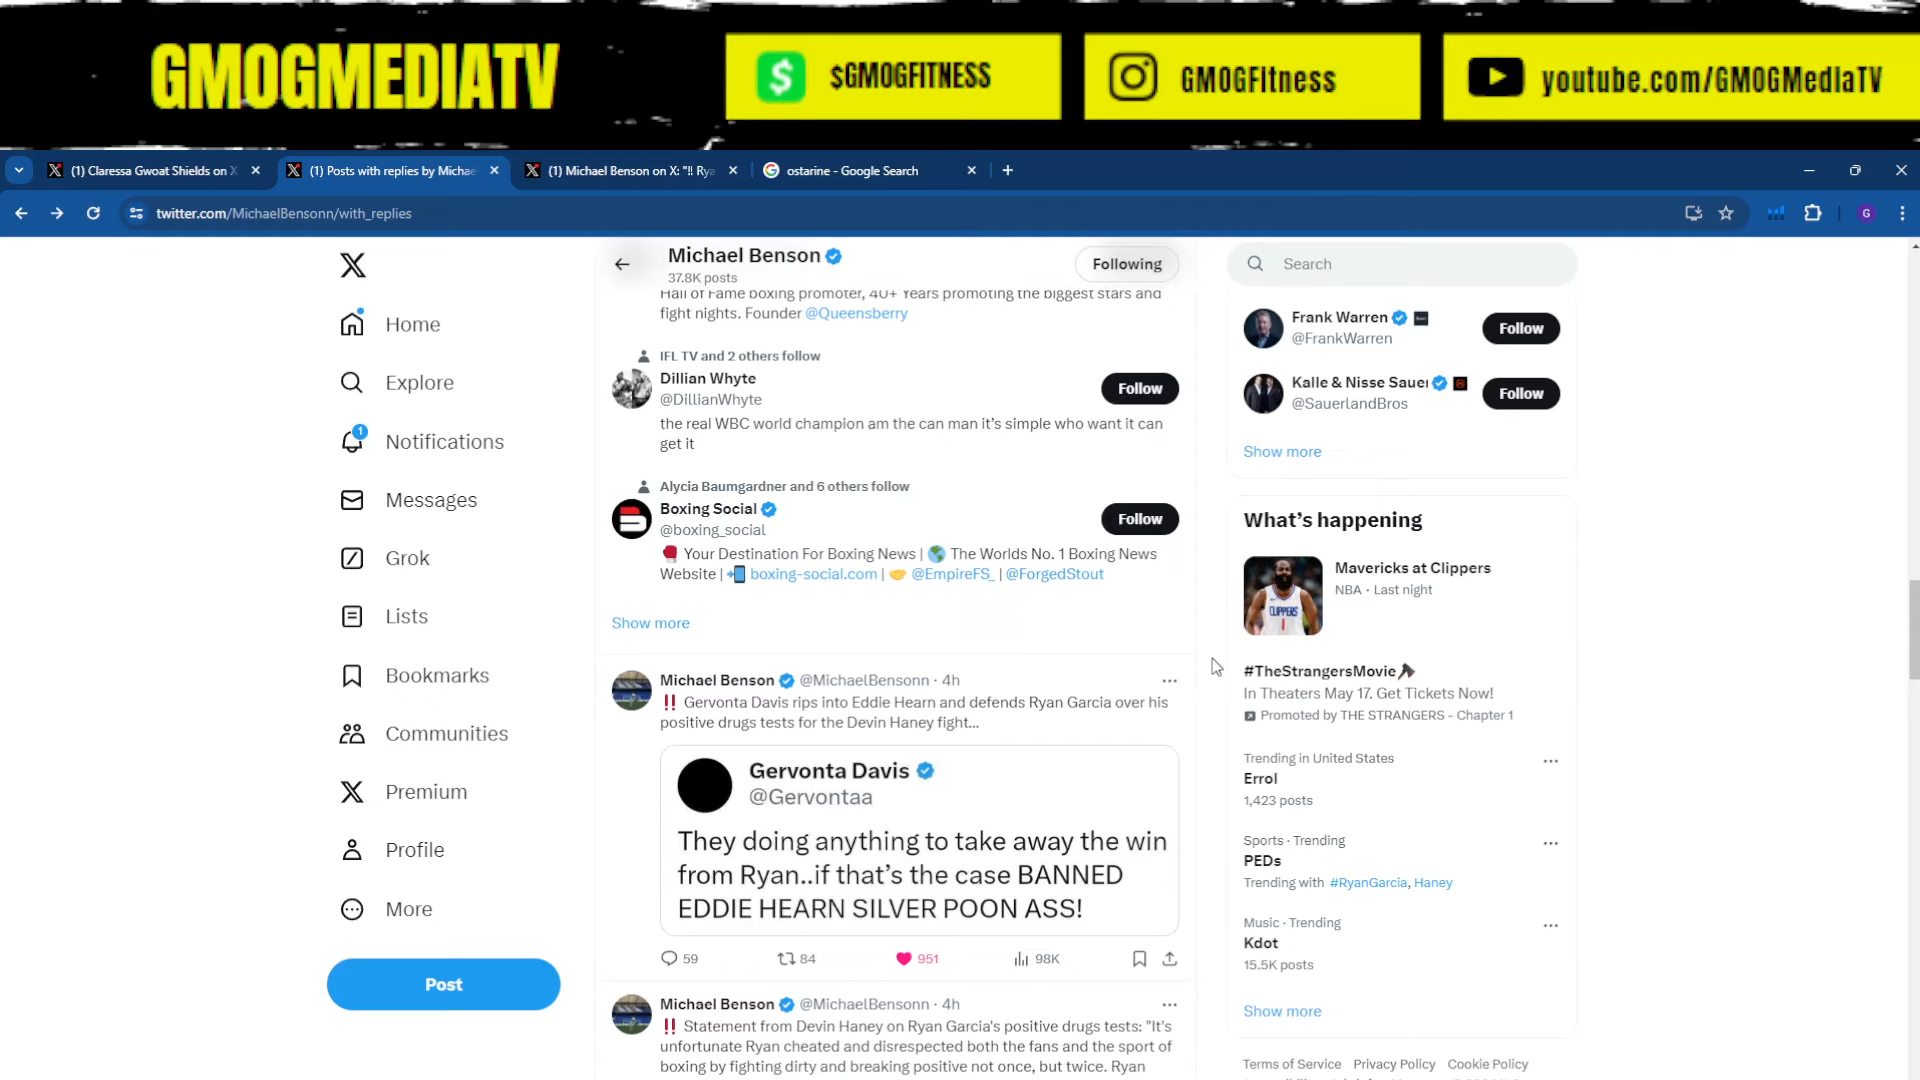 GMOGMEDIATV
$GMOGFITNESS
GMOGFItness
youtube.com/GMOGMedIaTV
(1) Claressa Gwoat Shields on X
(1) Posts with replies by Michae
(1) Michael Benson on X: "!! Rya
ostarine - Google Search
twitter.com/MichaelBensonn/with_replies
G
Home
Explore
1
Notifications
Messages
Grok
Lists
Bookmarks
Communities
Premium
Profile
More
Post
Michael Benson
37.8K posts
Following
Hall of Fame boxing promoter, 40+ Years promoting the biggest stars and
fight nights. Founder @Queensberry
IFL TV and 2 others follow
Dillian Whyte
@DillianWhyte
Follow
the real WBC world champion am the can man it's simple who want it can
get it
Alycia Baumgardner and 6 others follow
Boxing Social
@boxing_social
Follow
🥊 Your Destination For Boxing News | 🌎 The Worlds No. 1 Boxing News
Website | 📲 boxing-social.com | 🤝 @EmpireFS_ | @ForgedStout
Show more
Michael Benson @MichaelBensonn · 4h
‼️ Gervonta Davis rips into Eddie Hearn and defends Ryan Garcia over his
positive drugs tests for the Devin Haney fight...
Gervonta Davis
@Gervontaa
They doing anything to take away the win
from Ryan..if that's the case BANNED
EDDIE HEARN SILVER POON ASS!
59 84 951 98K
Michael Benson @MichaelBensonn · 4h
‼️ Statement from Devin Haney on Ryan Garcia's positive drugs tests: "It's
unfortunate Ryan cheated and disrespected both the fans and the sport of
boxing by fighting dirty and breaking positive not once, but twice. Ryan
Search
Frank Warren
@FrankWarren
Follow
Kalle & Nisse Sauer
@SauerlandBros
Follow
Show more
What's happening
Mavericks at Clippers
NBA · Last night
CLIPPERS
1
#TheStrangersMovie
In Theaters May 17. Get Tickets Now!
Promoted by THE STRANGERS – Chapter 1
Trending in United States
Errol
1,423 posts
Sports · Trending
PEDs
Trending with #RyanGarcia, Haney
Music · Trending
Kdot
15.5K posts
Show more
Terms of Service Privacy Policy Cookie Policy